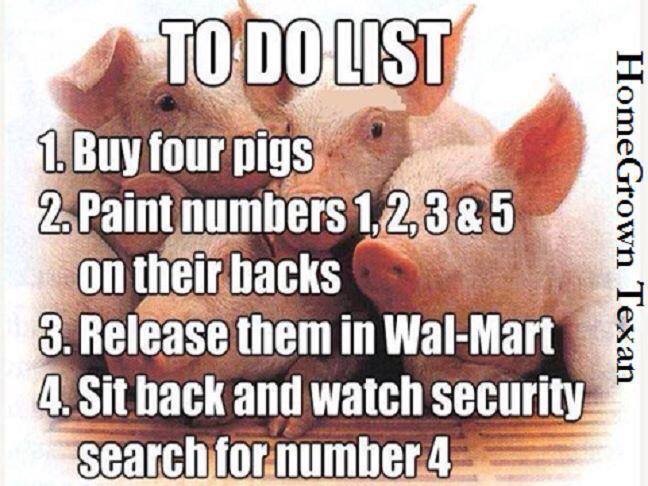 TO DO LIST
1. Buy four pigs
2. Paint numbers 1, 2, 3 & 5
on their backs
3. Release them in Wal-Mart
4. Sit back and watch security
search for number 4
HomeGrown Texan